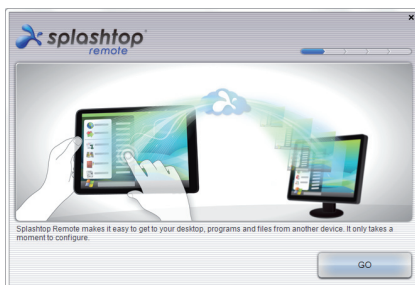 splashtop
remote
Splashtop Remote makes it easy to get to your desktop, programs and files from another device. It only takes a
moment to configure.
GO